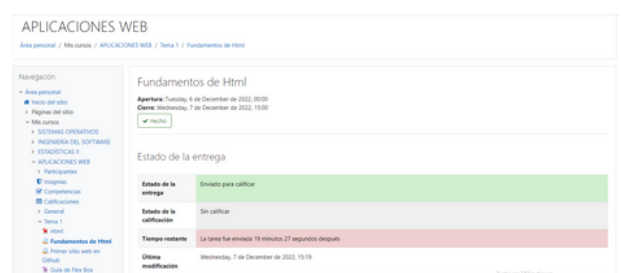 APLICACIONES WEB
Área personal / Mis cursos / APLICACIONES WEB / Tema 1 / Fundamentos de Html
Navegación
Área personal
Inicio del sitio
Páginas del sitio
Mis cursos
SISTEMAS OPERATIVOS
INGENIERÍA DEL SOFTWARE
ESTADÍSTICAS II
APLICACIONES WEB
Participantes
Insignias
Competencias
Calificaciones
General
Tema 1
Html
Fundamentos de Html
Primer sitio web en
Github
Guía de Flex Box
Fundamentos de Html
Apertura: Tuesday, 6 de December de 2022, 00:00
Cierre: Wednesday, 7 de December de 2022, 15:00
Hecho
Estado de la entrega
Estado de la
entrega
Enviado para calificar
Estado de la
calificación
Sin calificar
Tiempo restante
La tarea fue enviada 19 minutos 27 segundos después
Última
modificación
Wednesday, 7 de December de 2022, 15:19